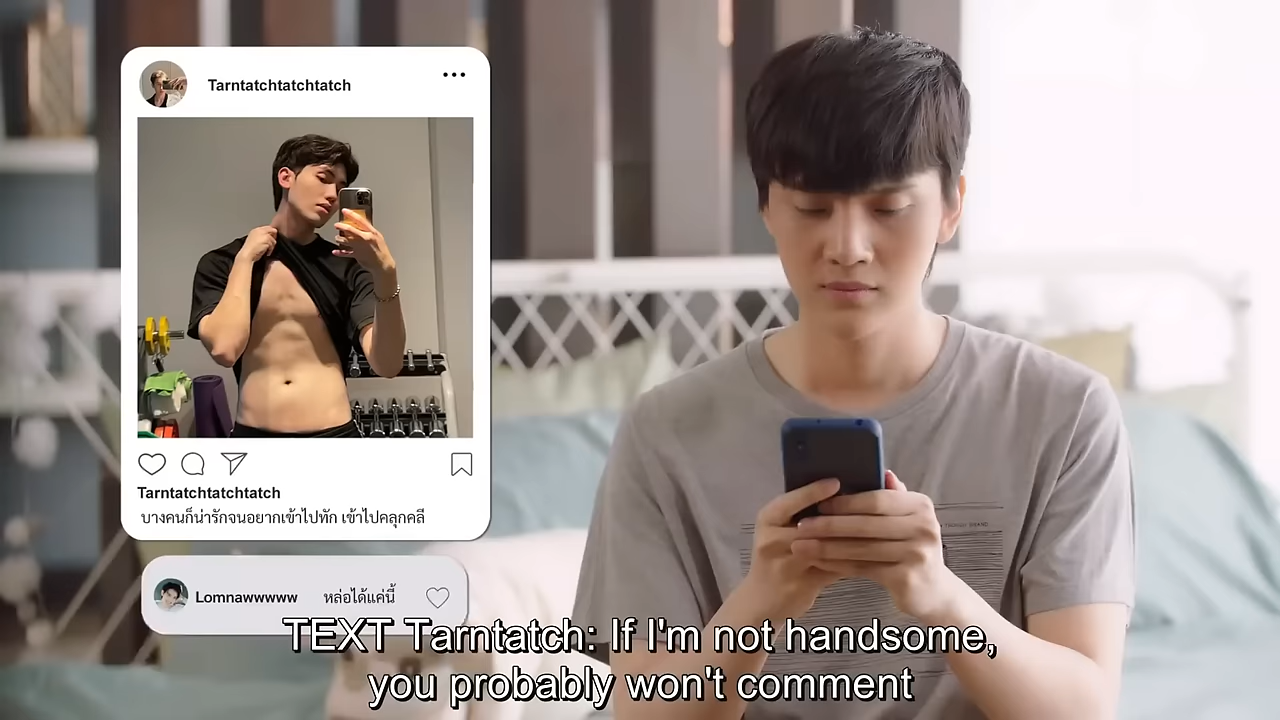 Tarntatchtatchtatch
Tarntatchtatchtatch
บางคนก็น่ารักจนอยากเข้าไปทัก เข้าไปคลุกคลี
Lomnawwwww หล่อได้แค่นี้
TEXT Tarntatch: If I'm not handsome,
you probably won't comment